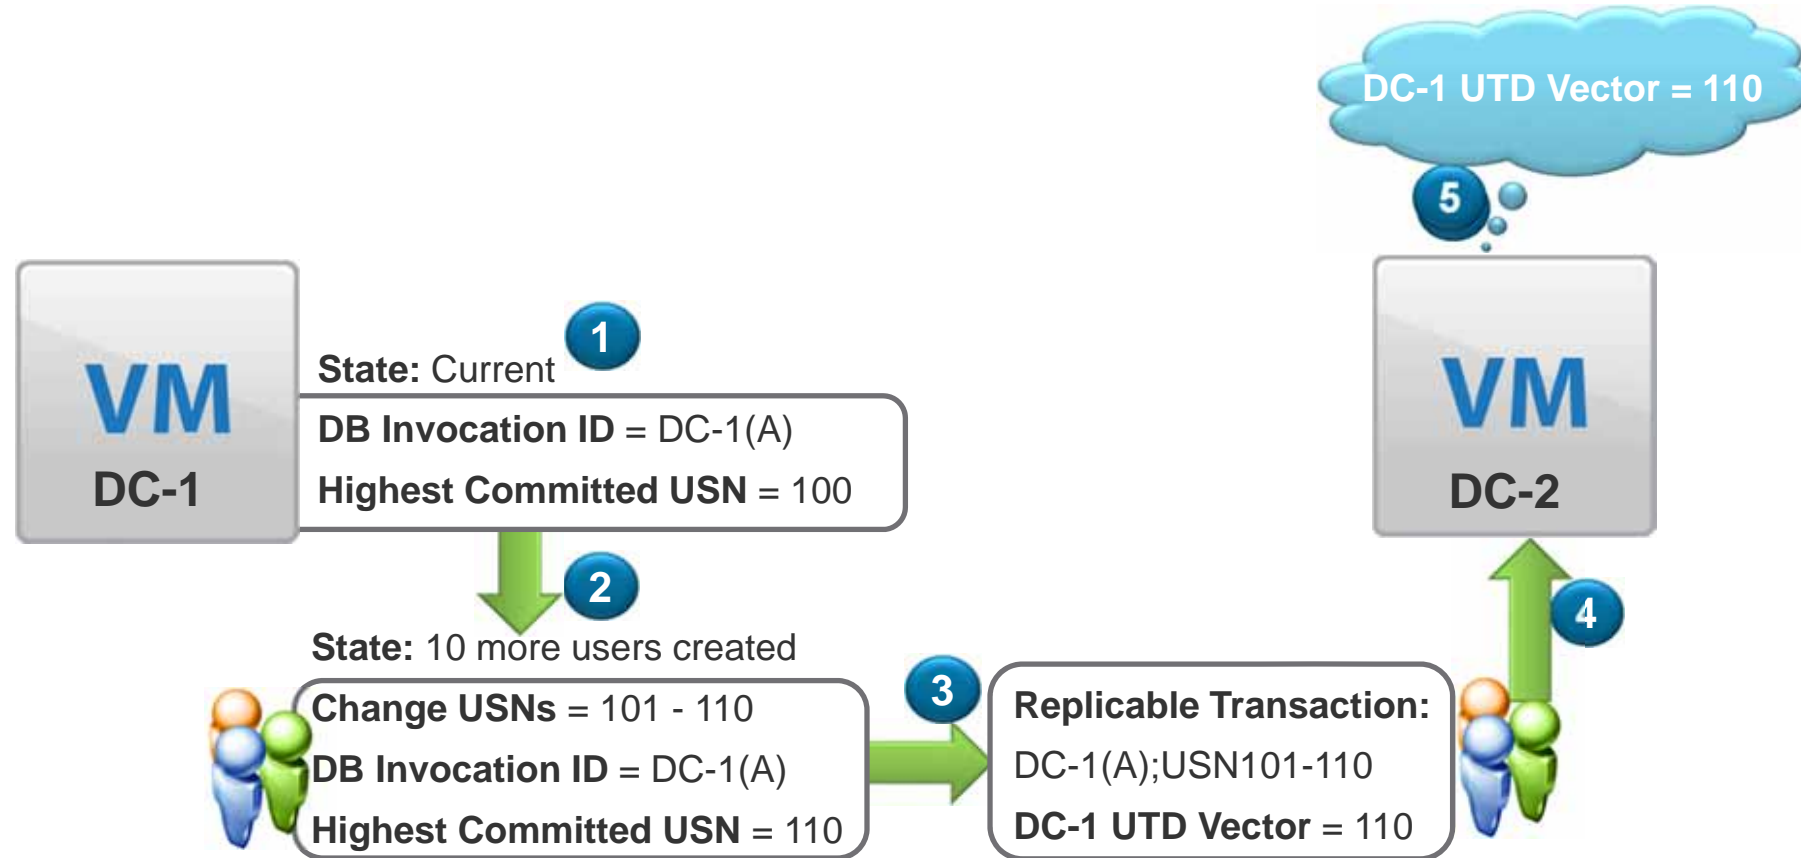 DC-1 UTD Vector = 110
5
1
State: Current
VM
DC-1
DB Invocation ID = DC-1(A)
Highest Committed USN = 100
VM
DC-2
2
State: 10 more users created
Change USNs = 101 - 110
DB Invocation ID = DC-1(A)
Highest Committed USN = 110
3
Replicable Transaction:
DC-1(A);USN101-110
DC-1 UTD Vector = 110
4